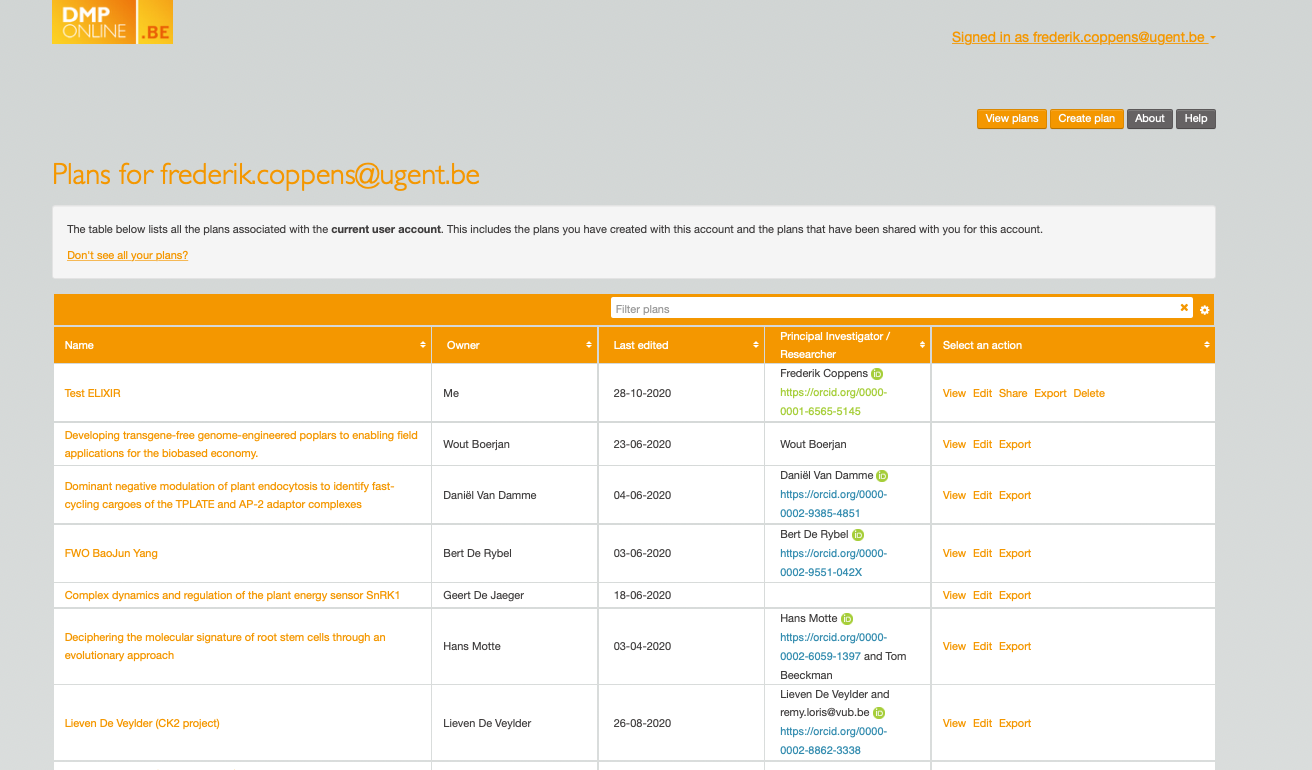 DMP
ONLINE .BE
Signed in as frederik.coppens@ugent.be
View plans Create plan About Help
Plans for frederik.coppens@ugent.be
The table below lists all the plans associated with the current user account. This includes the plans you have created with this account and the plans that have been shared with you for this account.
Don't see all your plans?
Filter plans
Name Owner Last edited Principal Investigator / Researcher Select an action
Test ELIXIR Me 28-10-2020 Frederik Coppens iD
https://orcid.org/0000-
0001-6565-5145
View Edit Share Export Delete
Developing transgene-free genome-engineered poplars to enabling field
applications for the biobased economy.
Wout Boerjan 23-06-2020 Wout Boerjan View Edit Export
Dominant negative modulation of plant endocytosis to identify fast-
cycling cargoes of the TPLATE and AP-2 adaptor complexes
Daniël Van Damme 04-06-2020 Daniël Van Damme iD
https://orcid.org/0000-
0002-9385-4851
View Edit Export
FWO BaoJun Yang Bert De Rybel 03-06-2020 Bert De Rybel iD
https://orcid.org/0000-
0002-9551-042X
View Edit Export
Complex dynamics and regulation of the plant energy sensor SnRK1 Geert De Jaeger 18-06-2020 View Edit Export
Deciphering the molecular signature of root stem cells through an
evolutionary approach
Hans Motte 03-04-2020 Hans Motte iD
https://orcid.org/0000-
0002-6059-1397 and Tom
Beeckman
View Edit Export
Lieven De Veylder (CK2 project) Lieven De Veylder 26-08-2020 Lieven De Veylder and
remy.loris@vub.be iD
https://orcid.org/0000-
0002-8862-3338
View Edit Export